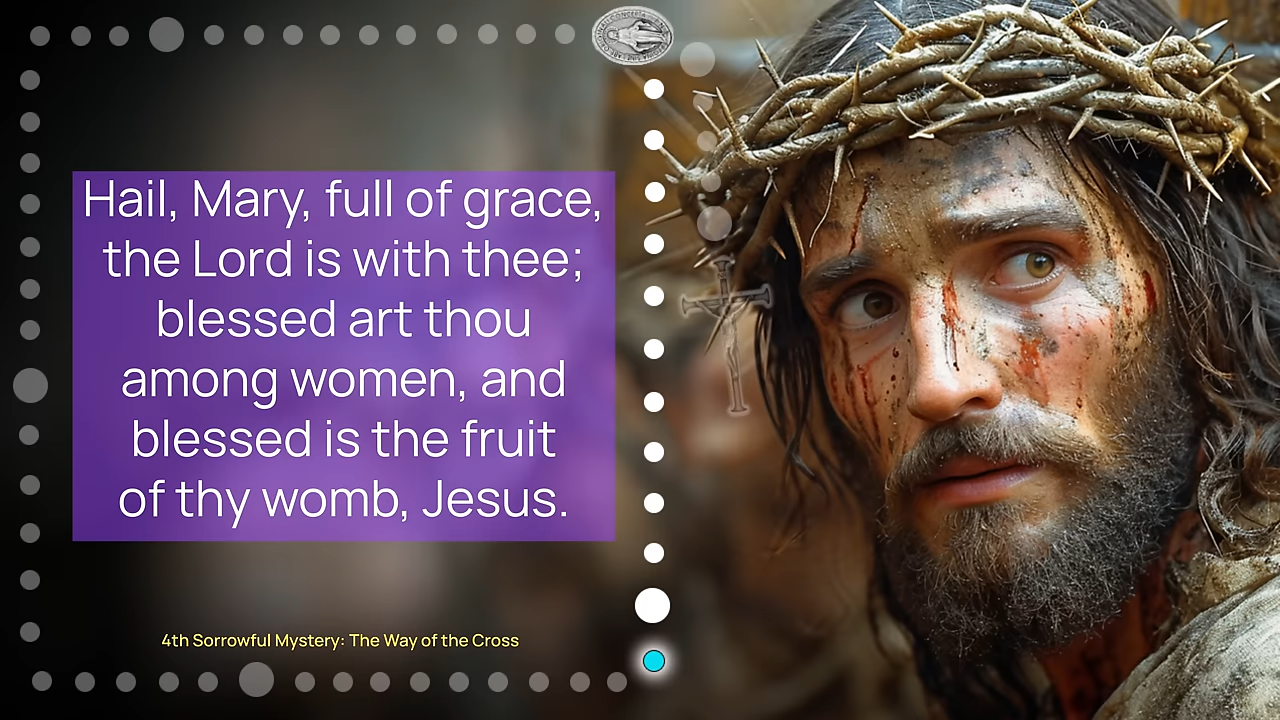 Hail, Mary, full of grace,
the Lord is with thee;
blessed art thou
among women, and
blessed is the fruit
of thy womb, Jesus.
4th Sorrowful Mystery: The Way of the Cross